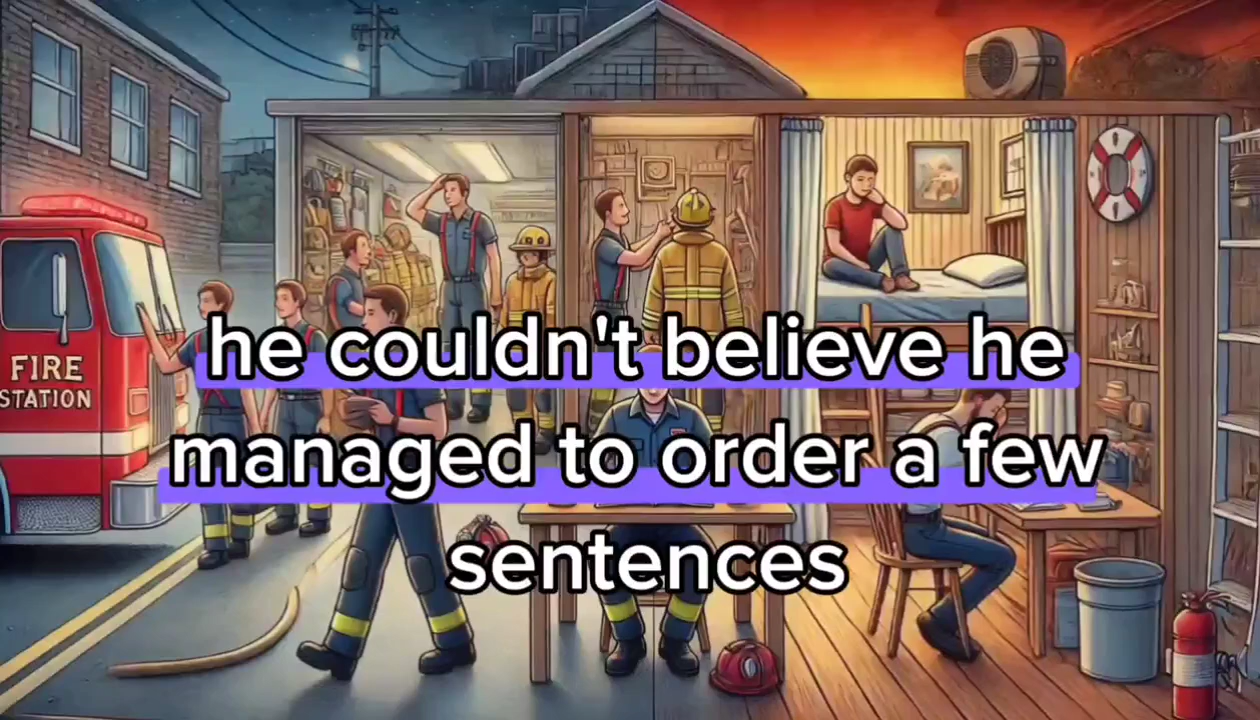 FIRE
STATION
he couldn't believe he
managed to order a few
sentences